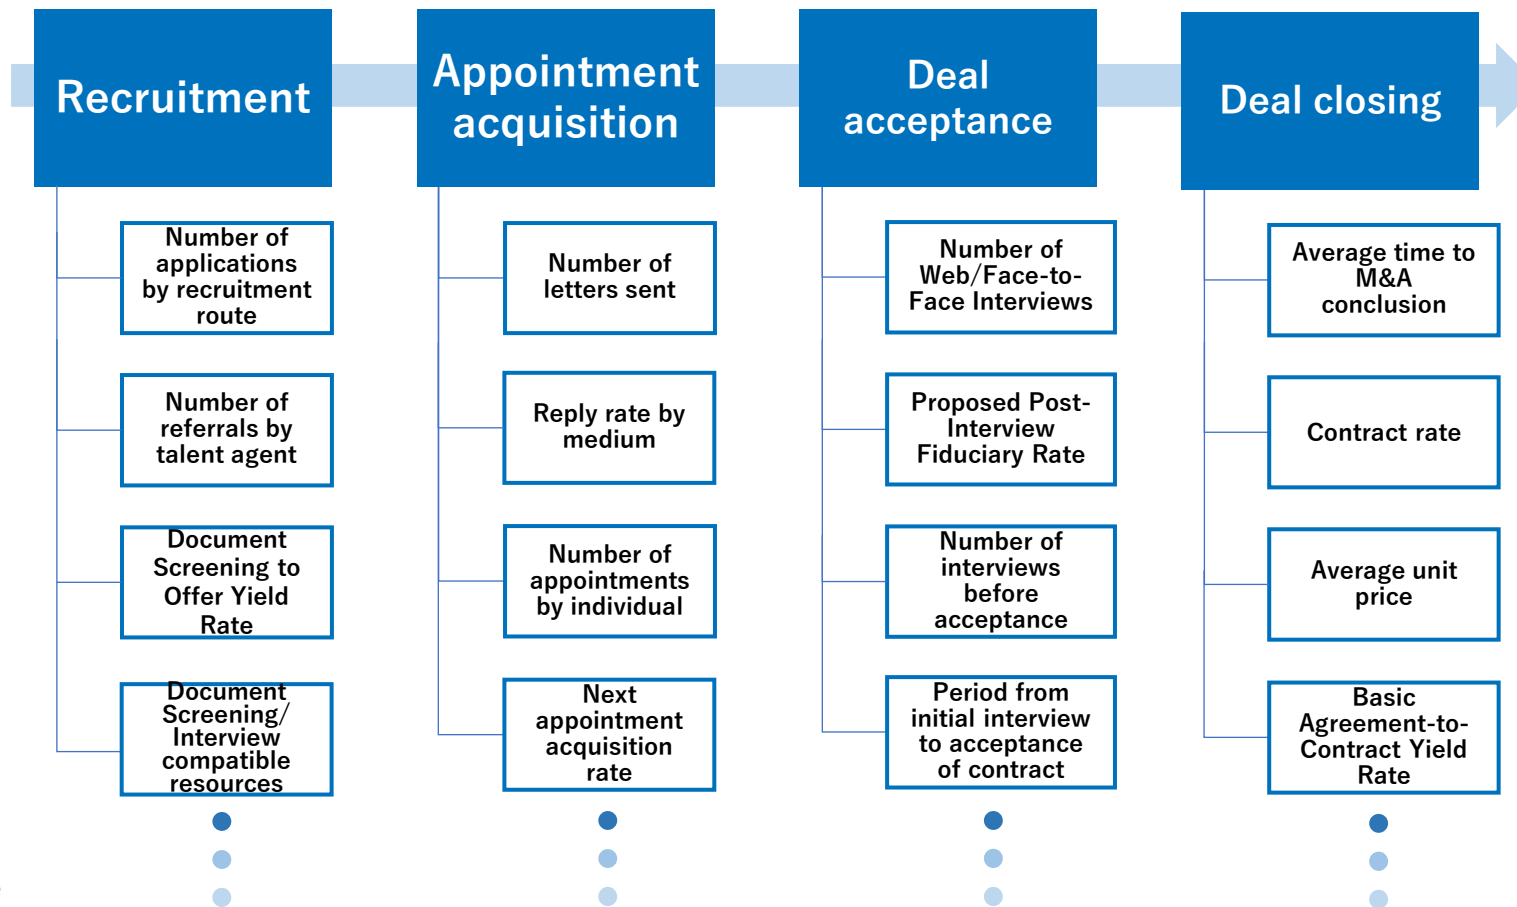 Recruitment
Appointment
acquisition
Deal
acceptance
Deal closing
Number of
applications
by recruitment
route
Number of
referrals by
talent agent
Document
Screening to
Offer Yield
Rate
Document
Screening/
Interview
compatible
resources
Number of
letters sent
Reply rate by
medium
Number of
appointments
by individual
Next
appointment
acquisition
rate
Number of
Web/Face-to-
Face Interviews
Proposed Post-
Interview
Fiduciary Rate
Number of
interviews
before
acceptance
Period from
initial interview
to acceptance
of contract
Average time to
M&A
conclusion
Contract rate
Average unit
price
Basic
Agreement-to-
Contract Yield
Rate